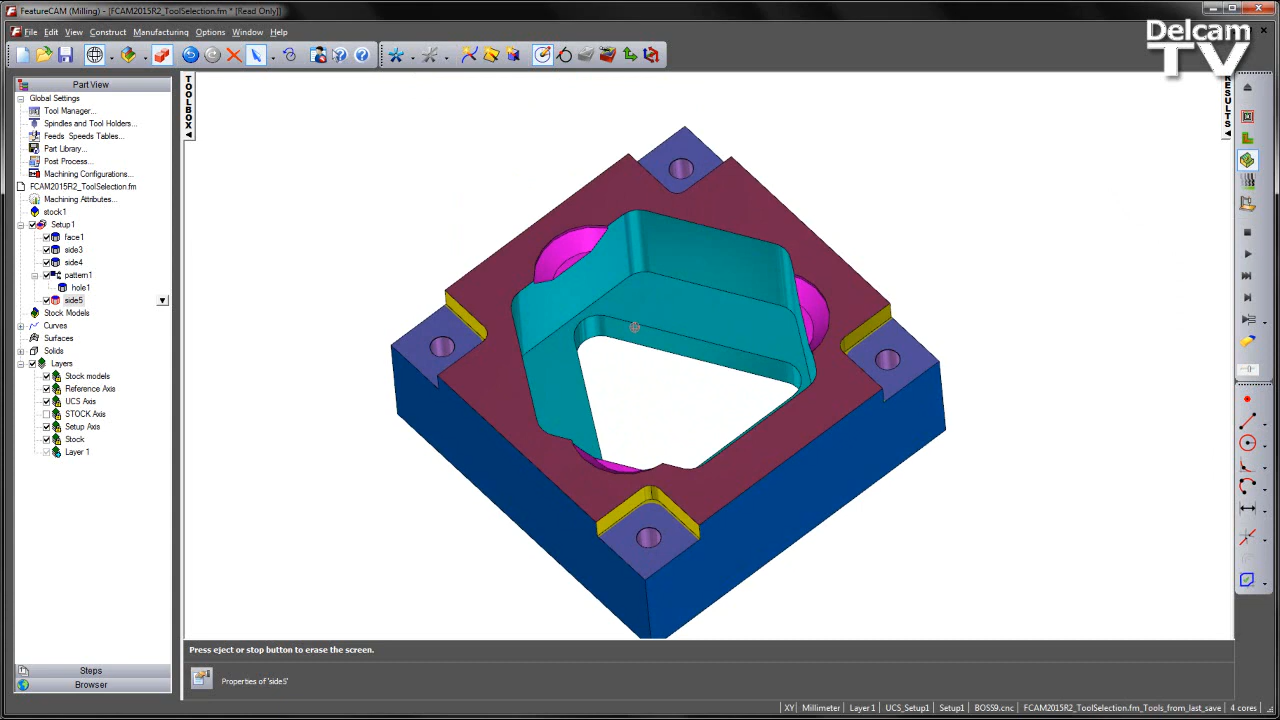 FeatureCAM (Milling) - [FCAM2015R2_ToolSelection.fm * [Read Only]]
File Edit View Construct Manufacturing Options Window Help
Delcam
TV
Part View
TOOLBOX
RESULTS
Global Settings
Tool Manager...
Spindles and Tool Holders...
Feeds Speeds Tables...
Part Library...
Post Process...
Machining Configurations...
FCAM2015R2_ToolSelection.fm
Machining Attributes...
stock1
Setup1
face1
side3
side4
pattern1
hole1
side5
Stock Models
Curves
Surfaces
Solids
Layers
Stock models
Reference Axis
UCS Axis
STOCK Axis
Setup Axis
Stock
Layer 1
Press eject or stop button to erase the screen.
Steps
Properties of 'side5'
Browser
XY Millimeter Layer1 UCS_Setup1 Setup1 BOSS9.cnc FCAM2015R2_ToolSelection.fm_Tools_from_last_save 4 cores